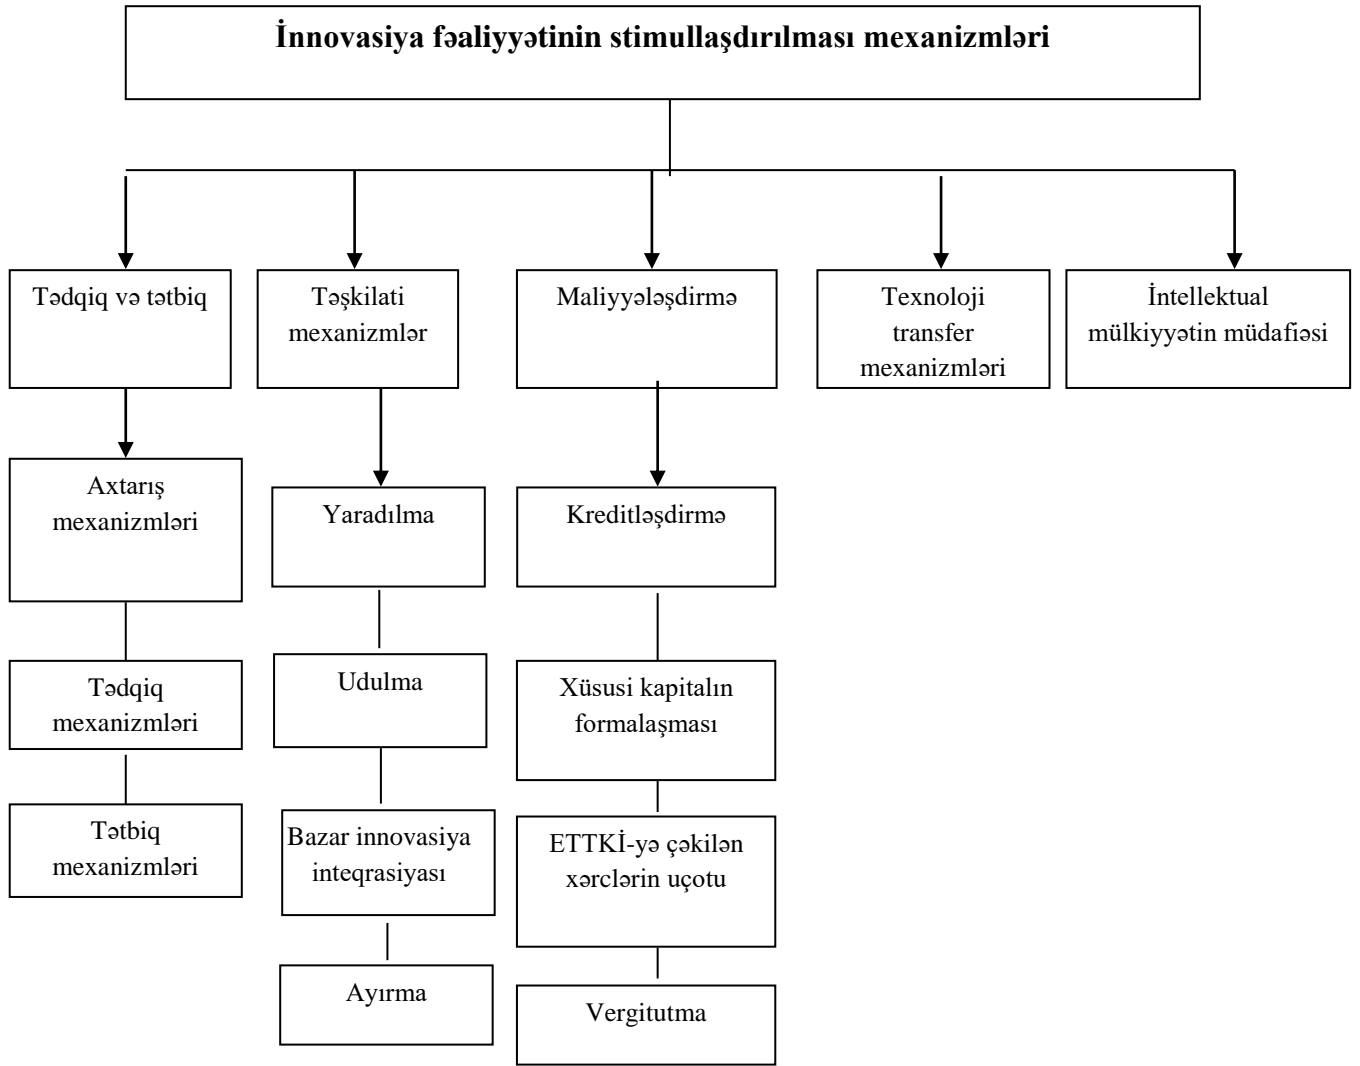 İnnovasiya fəaliyyətinin stimullaşdırılması mexanizmləri
Tədqiq və tətbiq
Təşkilati
mexanizmlər
Maliyyələşdirmə
Texnoloji
transfer
mexanizmləri
İntellektual
mülkiyyətin müdafiəsi
Axtarış
mexanizmləri
Yaradılma
Kreditləşdirmə
Tədqiq
mexanizmləri
Udulma
Xüsusi kapitalın
formalaşması
Tətbiq
mexanizmləri
Bazar innovasiya
inteqrasiyası
ETTKİ-yə çəkilən
xərclərin uçotu
Ayırma
Vergitutma